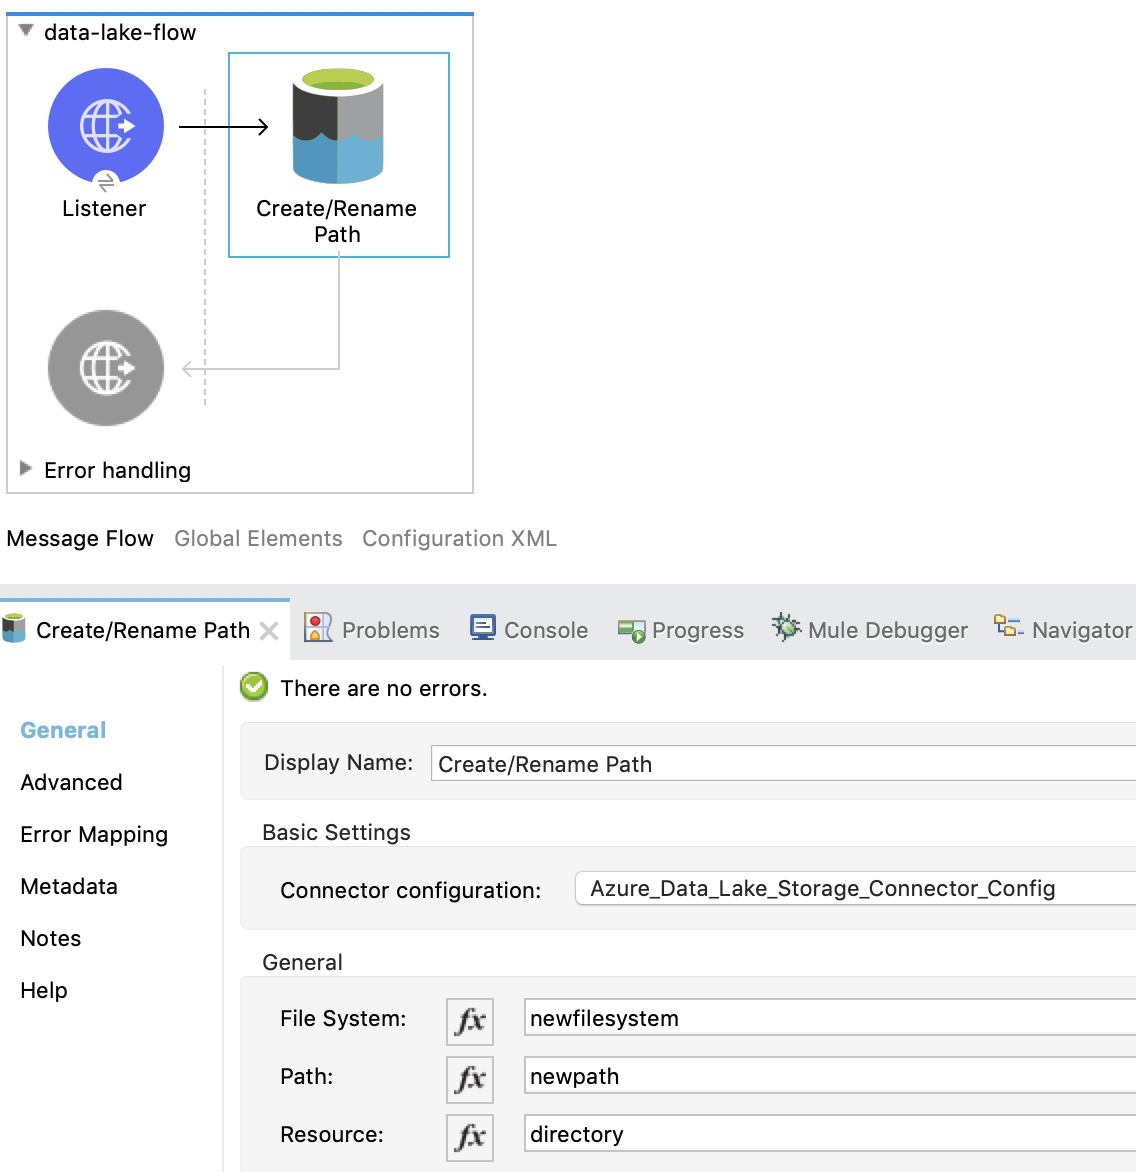 data-lake-flow
Listener
Create/Rename
Path
Error handling
Message Flow Global Elements Configuration XML
Create/Rename Path Problems Console Progress Mule Debugger Navigator
There are no errors.
General
Advanced
Error Mapping
Metadata
Notes
Help
Display Name: Create/Rename Path
Basic Settings
Connector configuration: Azure_Data_Lake_Storage_Connector_Config
General
File System: fx newfilesystem
Path: fx newpath
Resource: fx directory